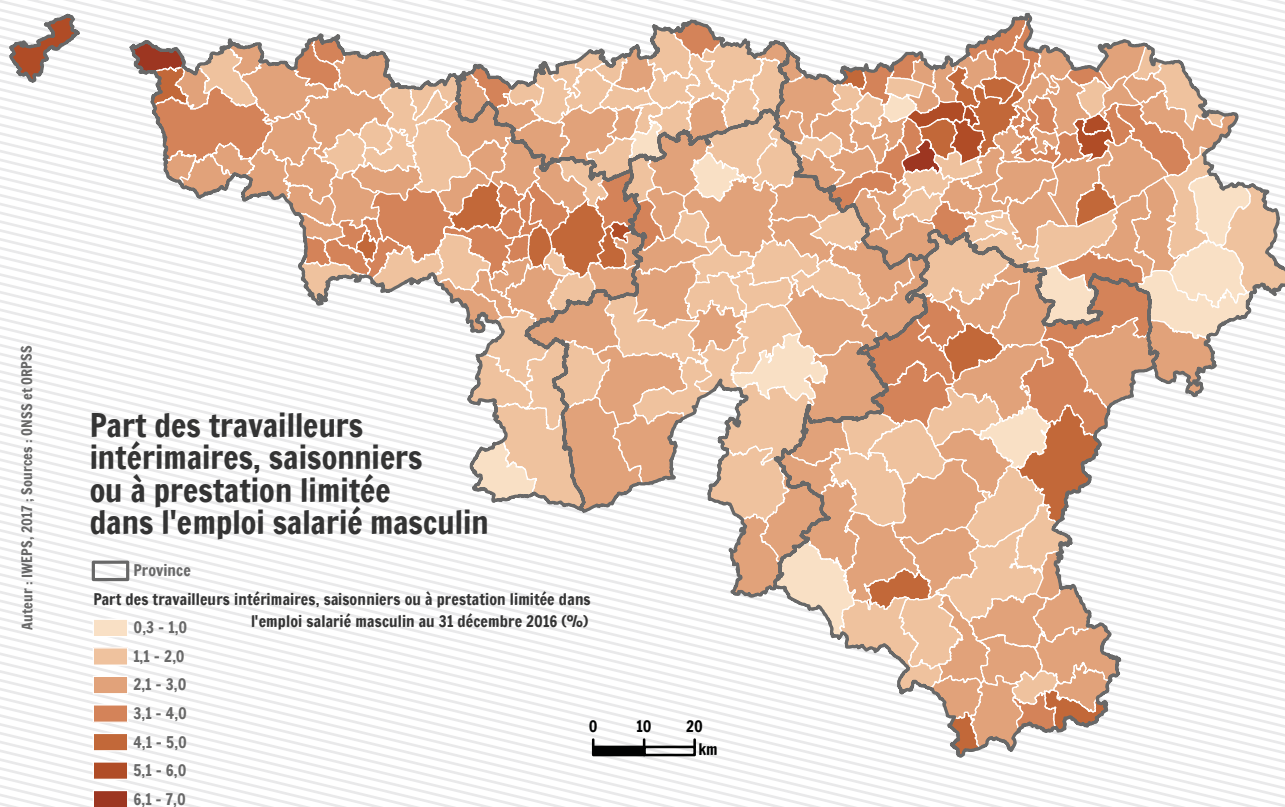 Part des travailleurs
intérimaires, saisonniers
ou à prestation limitée
dans l'emploi salarié masculin
Province
Part des travailleurs intérimaires, saisonniers ou à prestation limitée dans
l'emploi salarié masculin au 31 décembre 2016 (%)
0,3 - 1,0
1,1 - 2,0
2,1 - 3,0
3,1 - 4,0
4,1 - 5,0
5,1 - 6,0
6,1 - 7,0
0 10 20
km
Auteur : IWEPS, 2017 ; Sources : ONSS et ORPSS